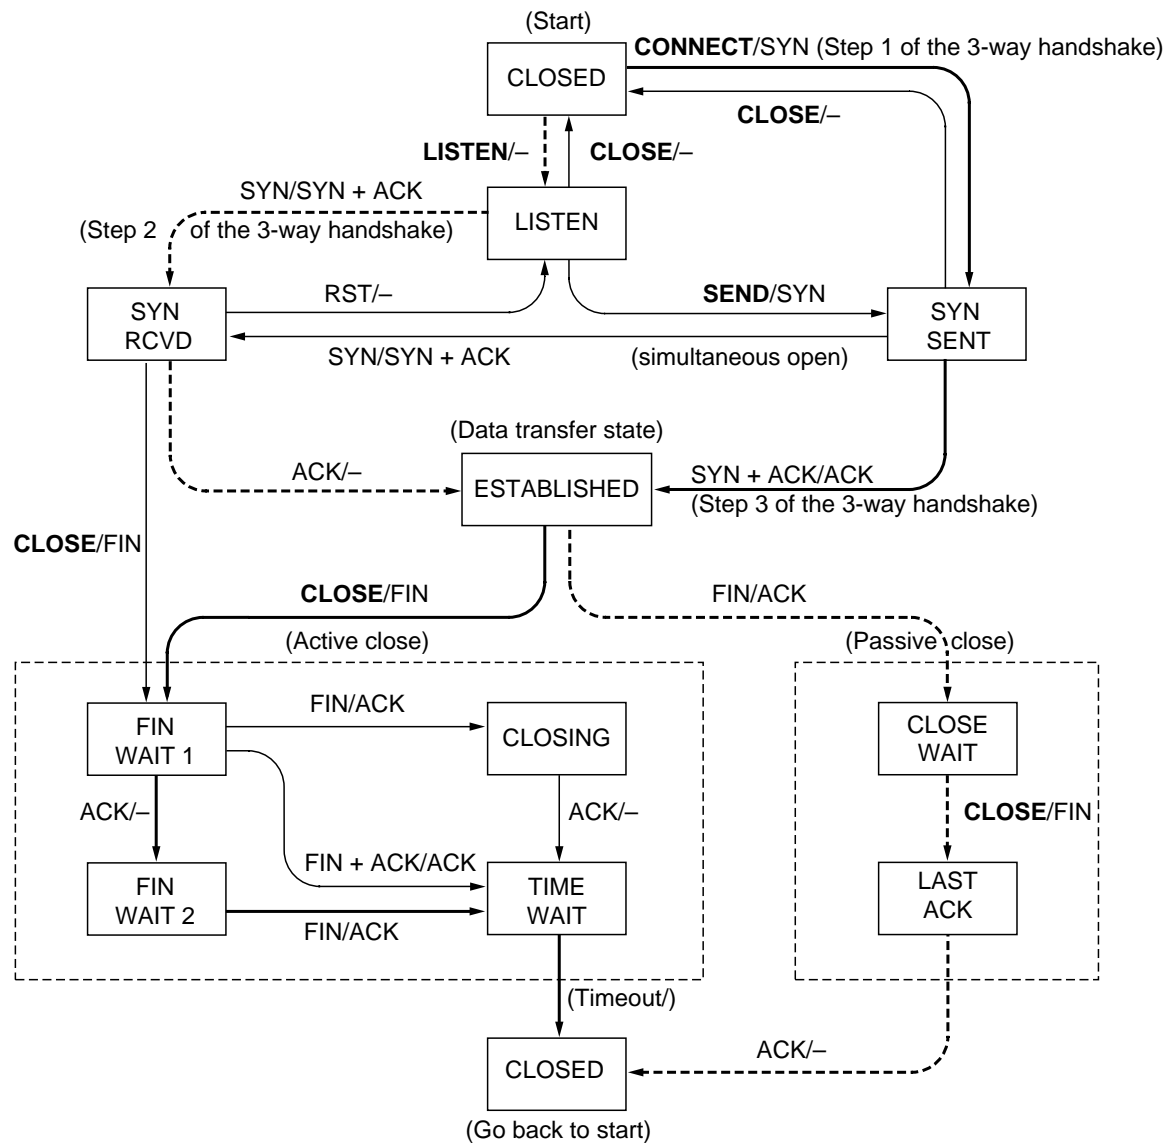 (Start)
CONNECT/SYN (Step 1 of the 3-way handshake)
CLOSED
CLOSE/–
LISTEN/–
CLOSE/–
SYN/SYN + ACK
LISTEN
(Step 2 of the 3-way handshake)
RST/–
SEND/SYN
SYN
RCVD
SYN
SENT
SYN/SYN + ACK
(simultaneous open)
(Data transfer state)
ACK/–
ESTABLISHED
SYN + ACK/ACK
(Step 3 of the 3-way handshake)
CLOSE/FIN
CLOSE/FIN
FIN/ACK
(Active close)
(Passive close)
FIN
WAIT 1
FIN/ACK
CLOSING
CLOSE
WAIT
ACK/–
ACK/–
CLOSE/FIN
FIN + ACK/ACK
FIN
WAIT 2
FIN/ACK
TIME
WAIT
LAST
ACK
(Timeout/)
CLOSED
ACK/–
(Go back to start)